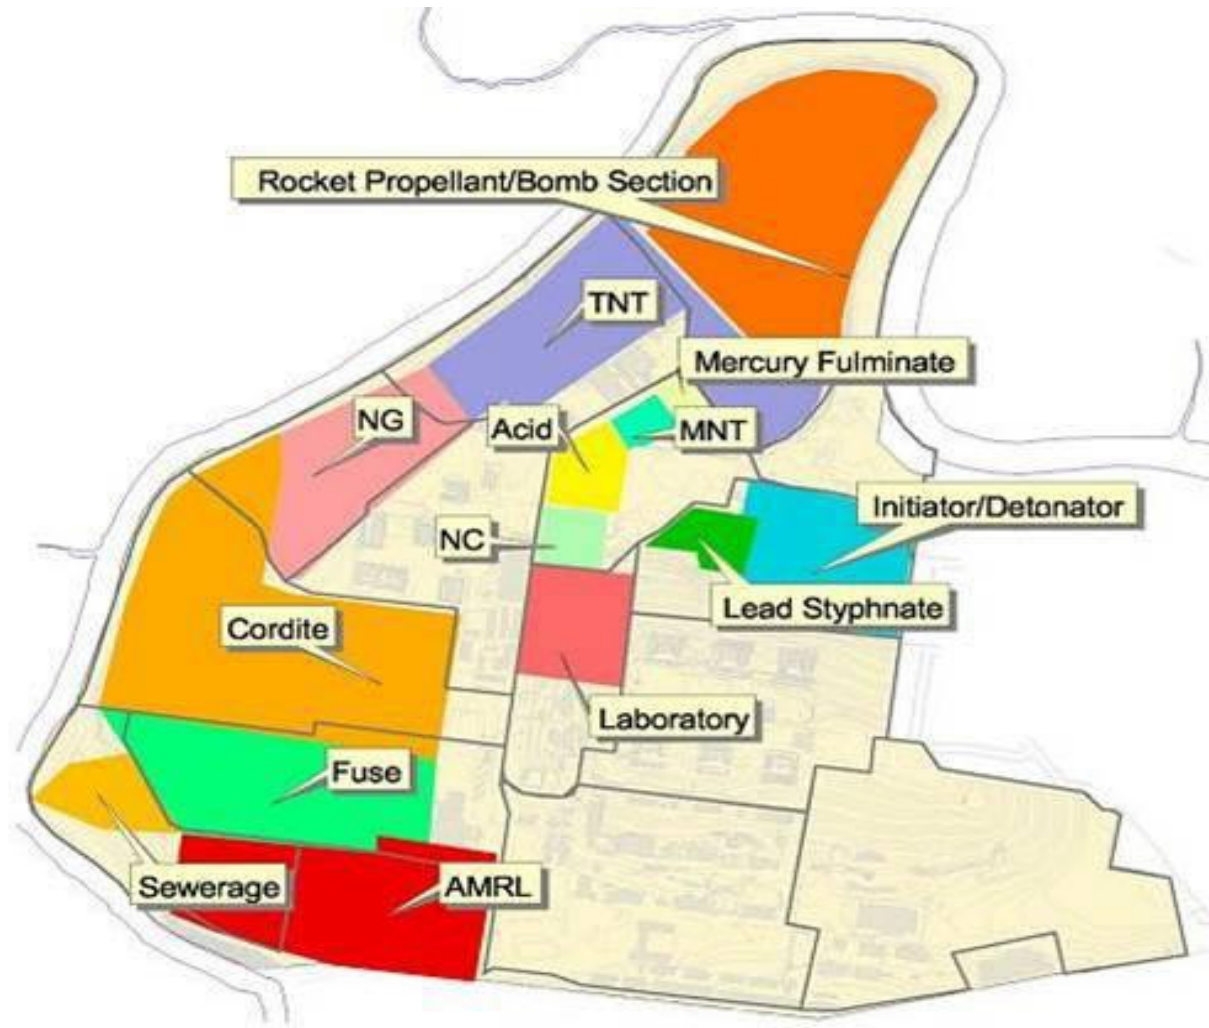 Rocket Propellant/Bomb Section
TNT
Mercury Fulminate
NG
Acid
MNT
Initiator/Detonator
NC
Lead Styphnate
Cordite
Laboratory
Fuse
Sewerage
AMRL